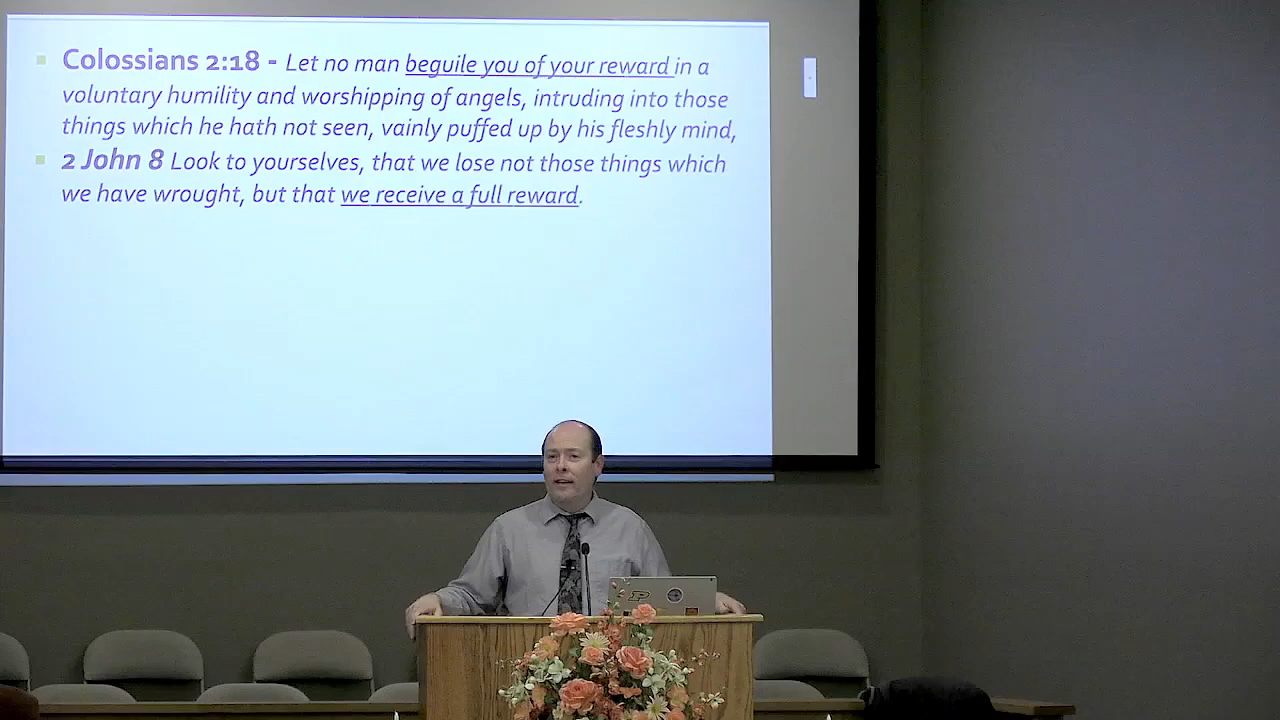 Colossians 2:18 - Let no man beguile you of your reward in a
voluntary humility and worshipping of angels, intruding into those
things which he hath not seen, vainly puffed up by his fleshly mind,
2 John 8 Look to yourselves, that we lose not those things which
we have wrought, but that we receive a full reward.
P